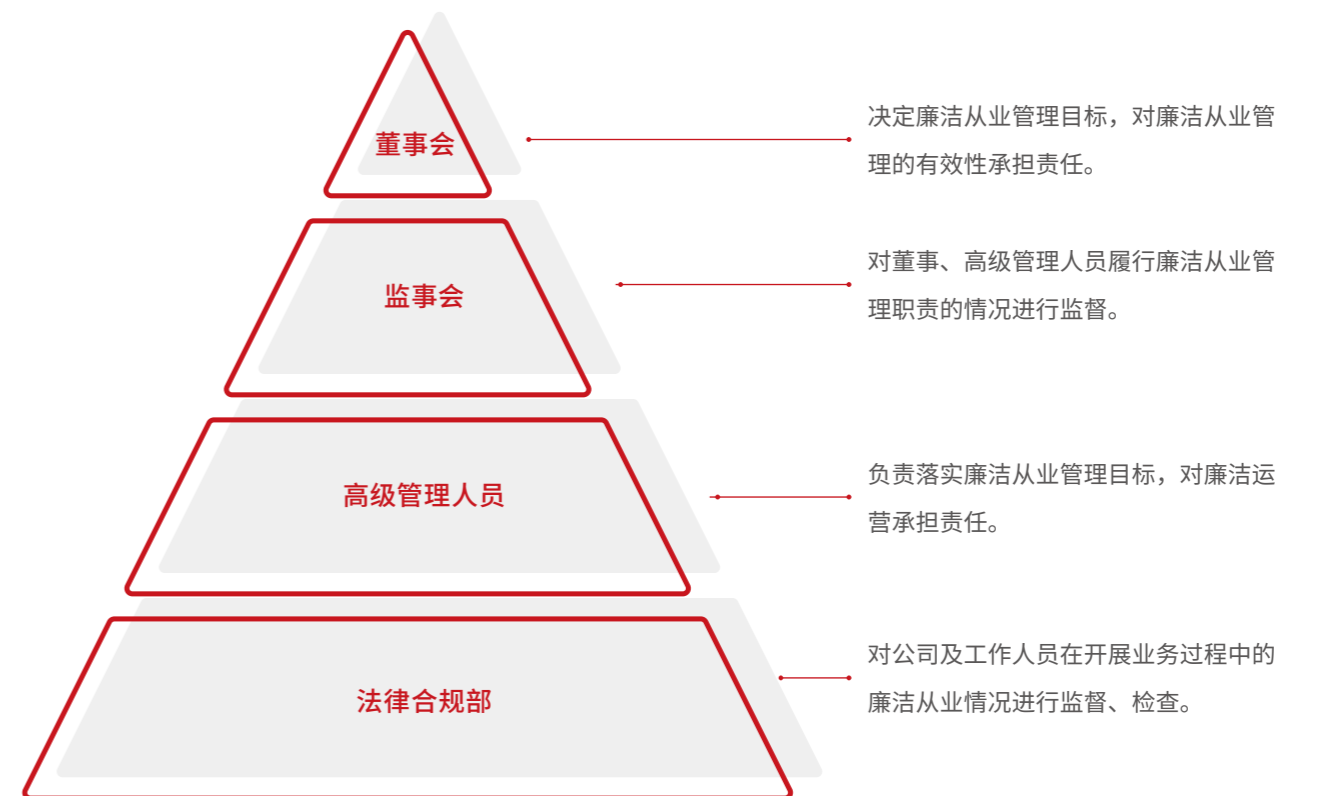 董事会
决定廉洁从业管理目标，对廉洁从业管
理的有效性承担责任。
监事会
对董事、高级管理人员履行廉洁从业管
理职责的情况进行监督。
高级管理人员
负责落实廉洁从业管理目标，对廉洁运
营承担责任。
法律合规部
对公司及工作人员在开展业务过程中的
廉洁从业情况进行监督、检查。